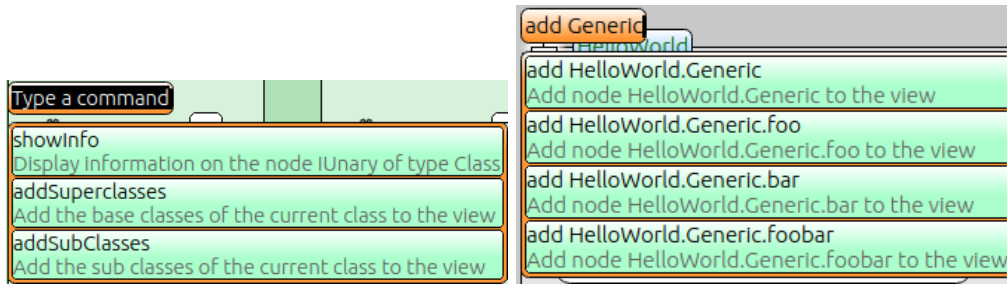 Type a command
showInfo
Display information on the node IUnary of type Class
addSuperclasses
Add the base classes of the current class to the view
addSubClasses
Add the sub classes of the current class to the view
add Generic
HelloWorld
add HelloWorld.Generic
Add node HelloWorld.Generic to the view
add HelloWorld.Generic.foo
Add node HelloWorld.Generic.foo to the view
add HelloWorld.Generic.bar
Add node HelloWorld.Generic.bar to the view
add HelloWorld.Generic.foobar
Add node HelloWorld.Generic.foobar to the view